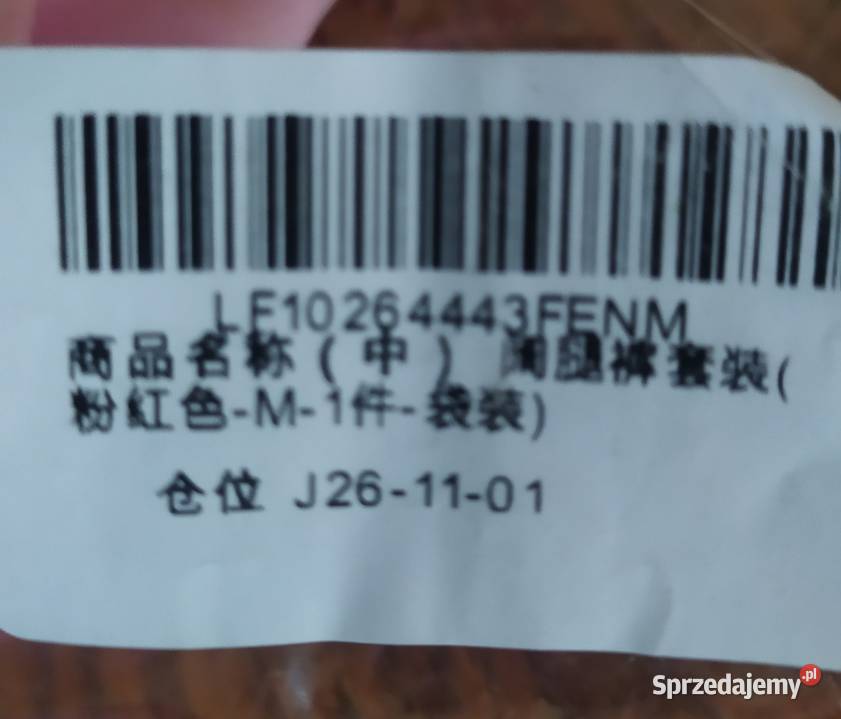 LF10264443FENM
商品名称(中) 阔腿裤套装(
粉红色-M-1件-袋装)
仓位 J26-11-01
Sprzedajemy.pl